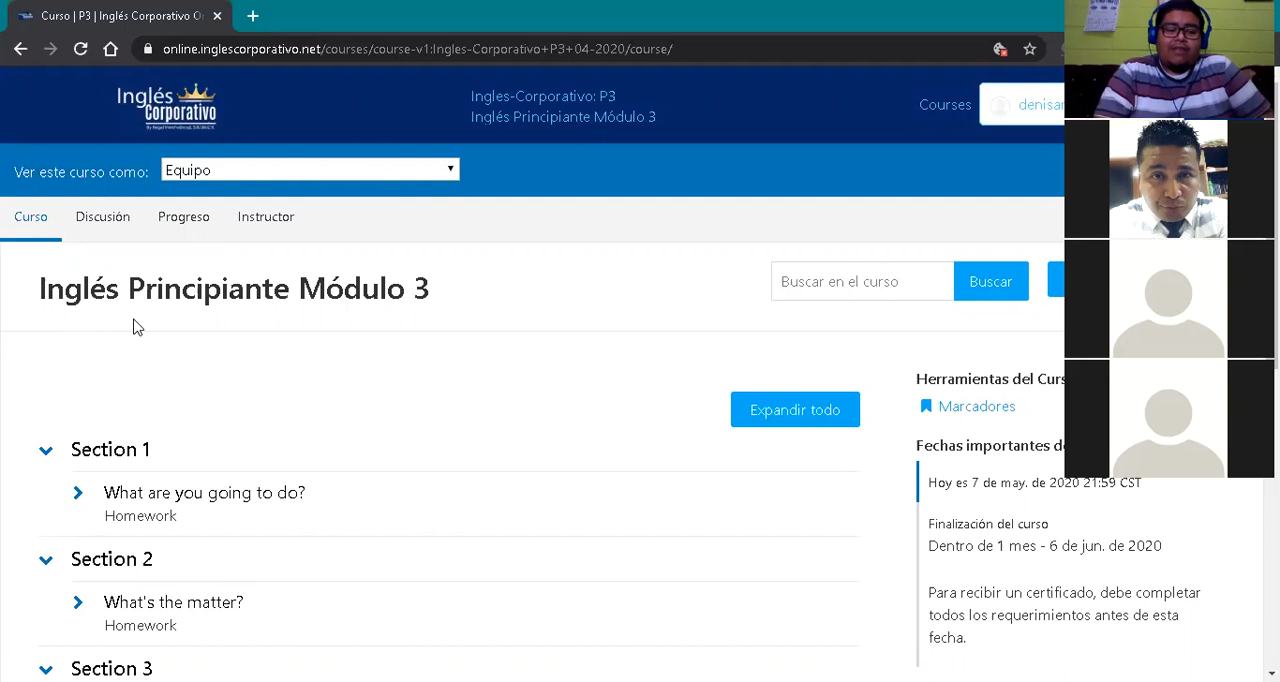 Curso | P3 | Inglés Corporativo O
online.inglescorporativo.net/courses/course-v1:Ingles-Corporativo+P3+04-2020/course/
Inglés
Corporativo
Ingles-Corporativo: P3
Inglés Principiante Módulo 3
Courses
denisar
Ver este curso como:
Equipo
Curso
Discusión
Progreso
Instructor
Inglés Principiante Módulo 3
Buscar en el curso
Buscar
Expandir todo
Herramientas del Cur
Marcadores
Section 1
What are you going to do?
Homework
Fechas importantes d
Hoy es 7 de may. de 2020 21:59 CST
Finalización del curso
Dentro de 1 mes - 6 de jun. de 2020
Section 2
What's the matter?
Homework
Para recibir un certificado, debe completar
todos los requerimientos antes de esta
fecha.
Section 3